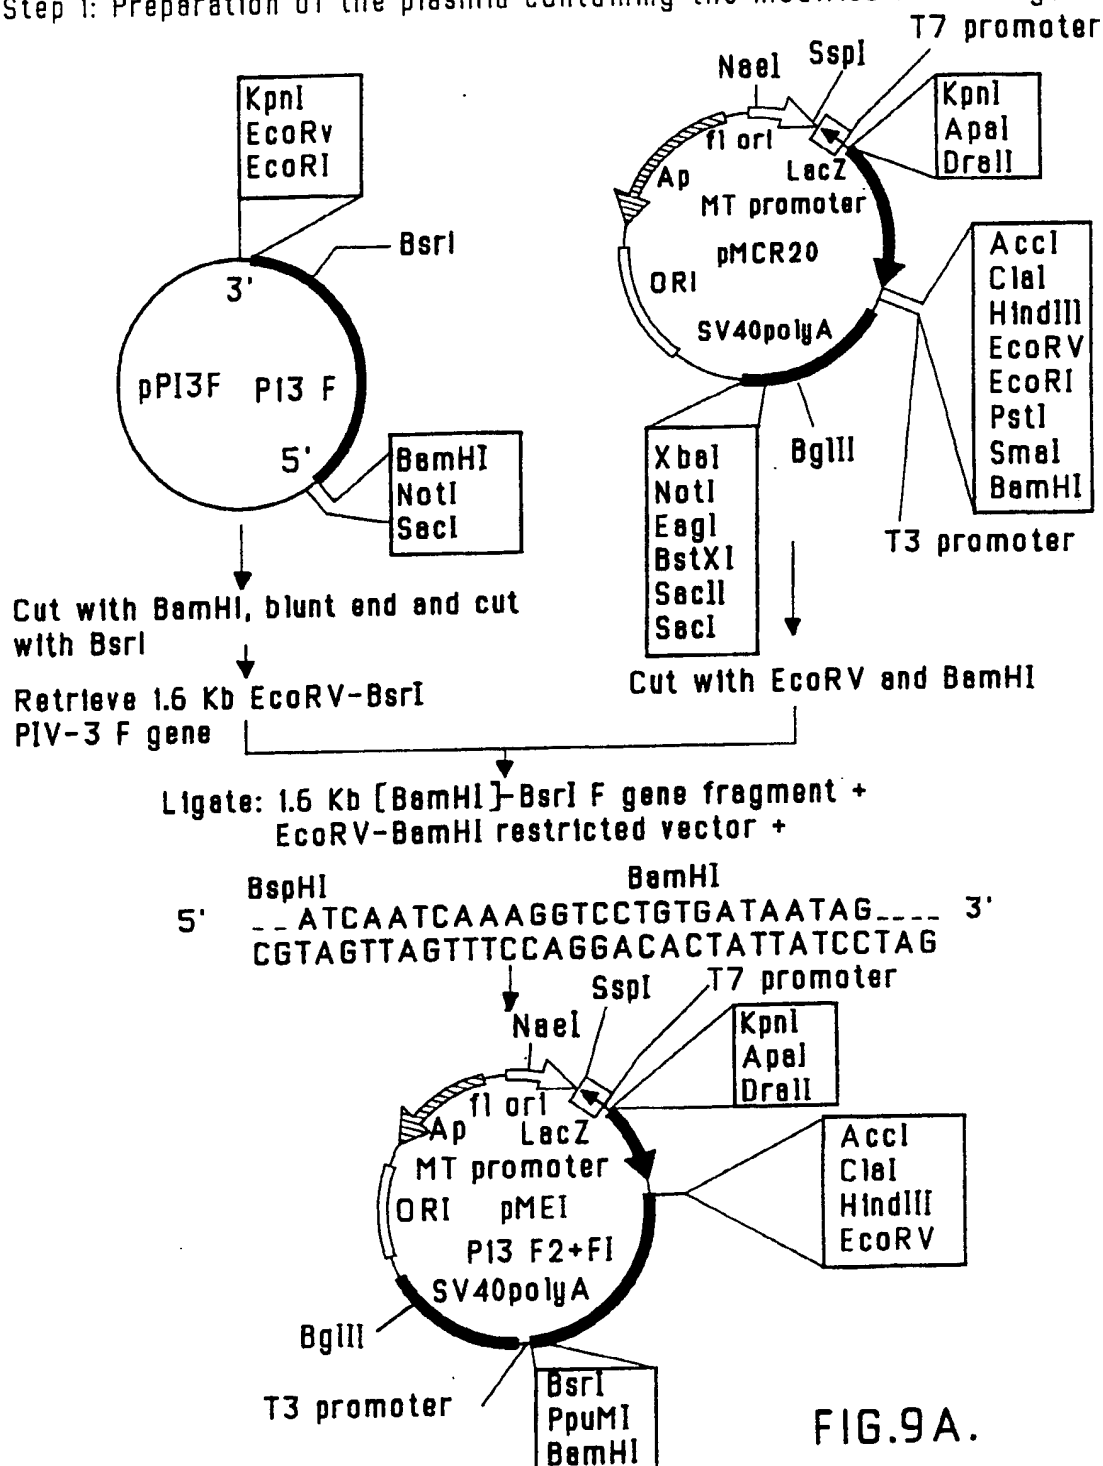 Step 1: Preparation of the plasmid containing the modified
T7 promoter
SspI
NaeI
KpnI
EcoRv
EcoRI
KpnI
ApaI
DraII
f1 ori
LacZ
Ap
MT promoter
BsrI
pMCR20
AccI
ClaI
HindIII
EcoRV
EcoRI
PstI
SmaI
BamHI
3'
ORI
SV40polyA
pPI3F
PI3 F
5'
BamHI
NotI
SacI
XbaI
NotI
EagI
BstXI
SacII
SacI
BglII
T3 promoter
Cut with BamHI, blunt end and cut
with BsrI
Cut with EcoRV and BamHI
Retrieve 1.6 Kb EcoRV-BsrI
PIV-3 F gene
Ligate: 1.6 Kb [BamHI]-BsrI F gene fragment +
EcoRV-BamHI restricted vector +
BspHI BamHI
5' _ _ ATCAATCAAAGGTCCTGTGATAATAG_ _ _ _ 3'
CGTAGTTAGTTTCCAGGACACTATTATCCTAG
SspI
T7 promoter
NaeI
KpnI
ApaI
DraII
f1 ori
Ap
LacZ
MT promoter
AccI
ClaI
HindIII
EcoRV
ORI
pMEI
PI3 F2+FI
SV40polyA
BglII
T3 promoter
BsrI
PpuMI
BamHI
FIG.9A.